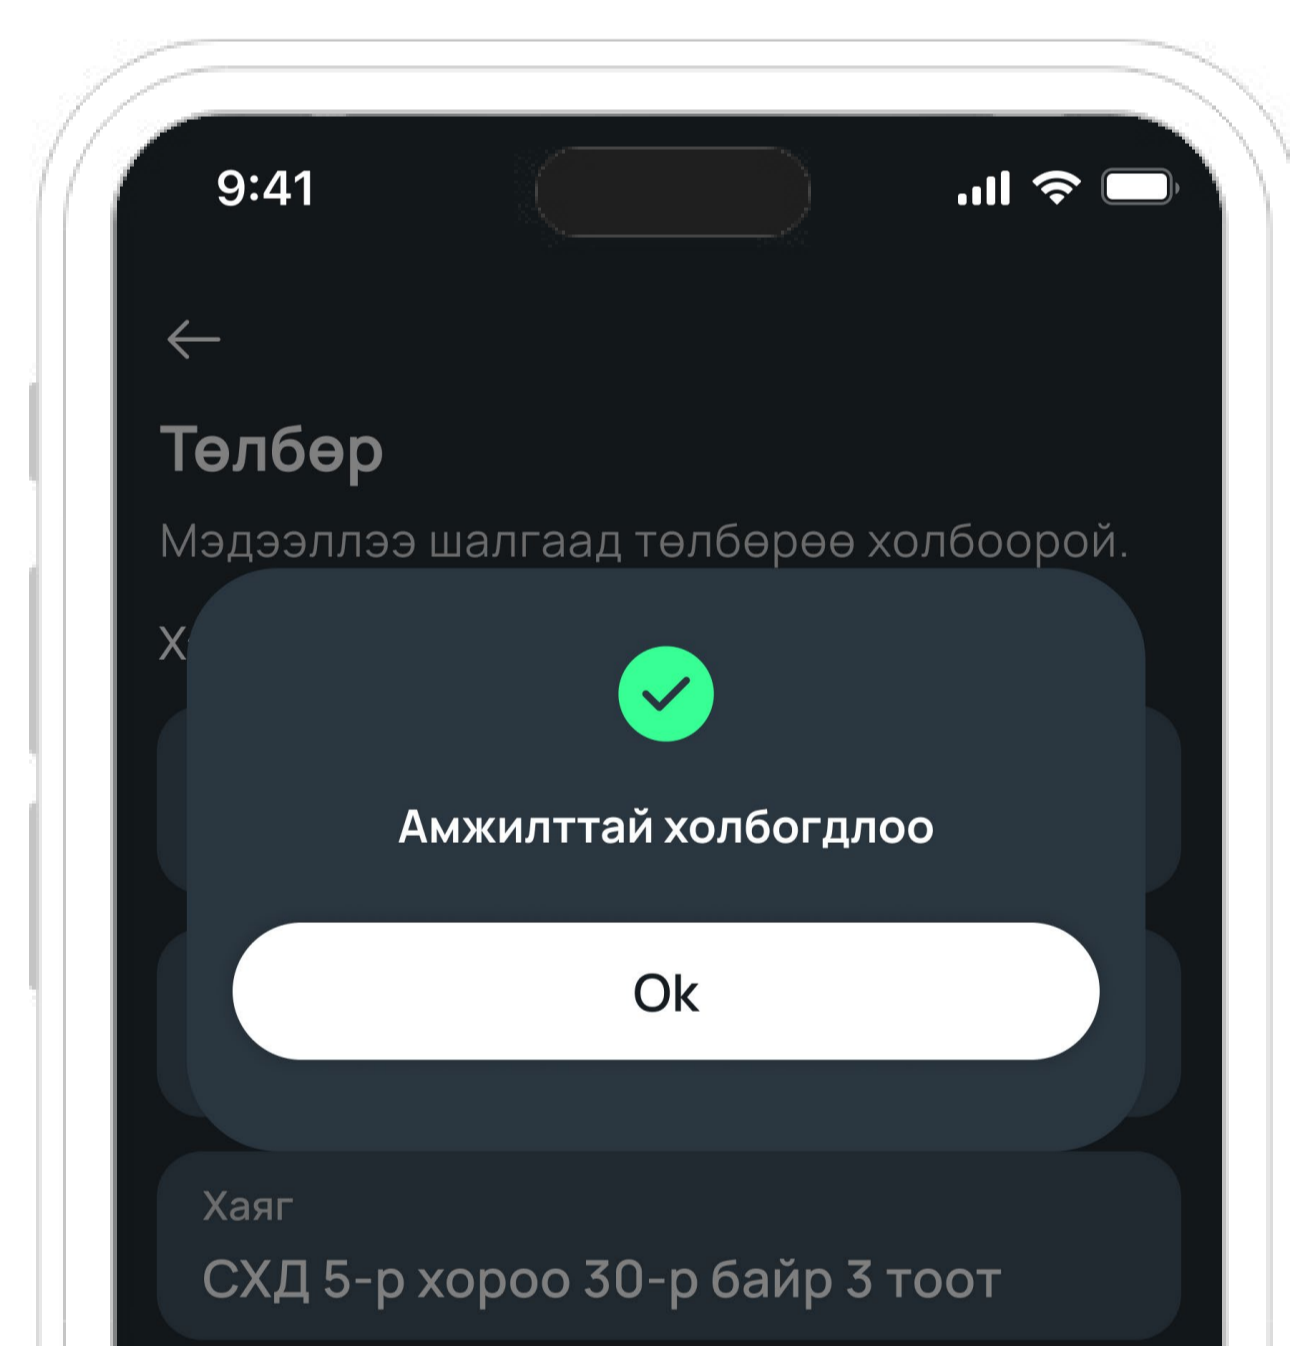 9:41
Төлбөр
Мэдээллээ шалгаад төлбөрөө холбоорой.
Амжилттай холбогдлоо
Ok
Хаяг
СХД 5-р хороо 30-р байр 3 тоот